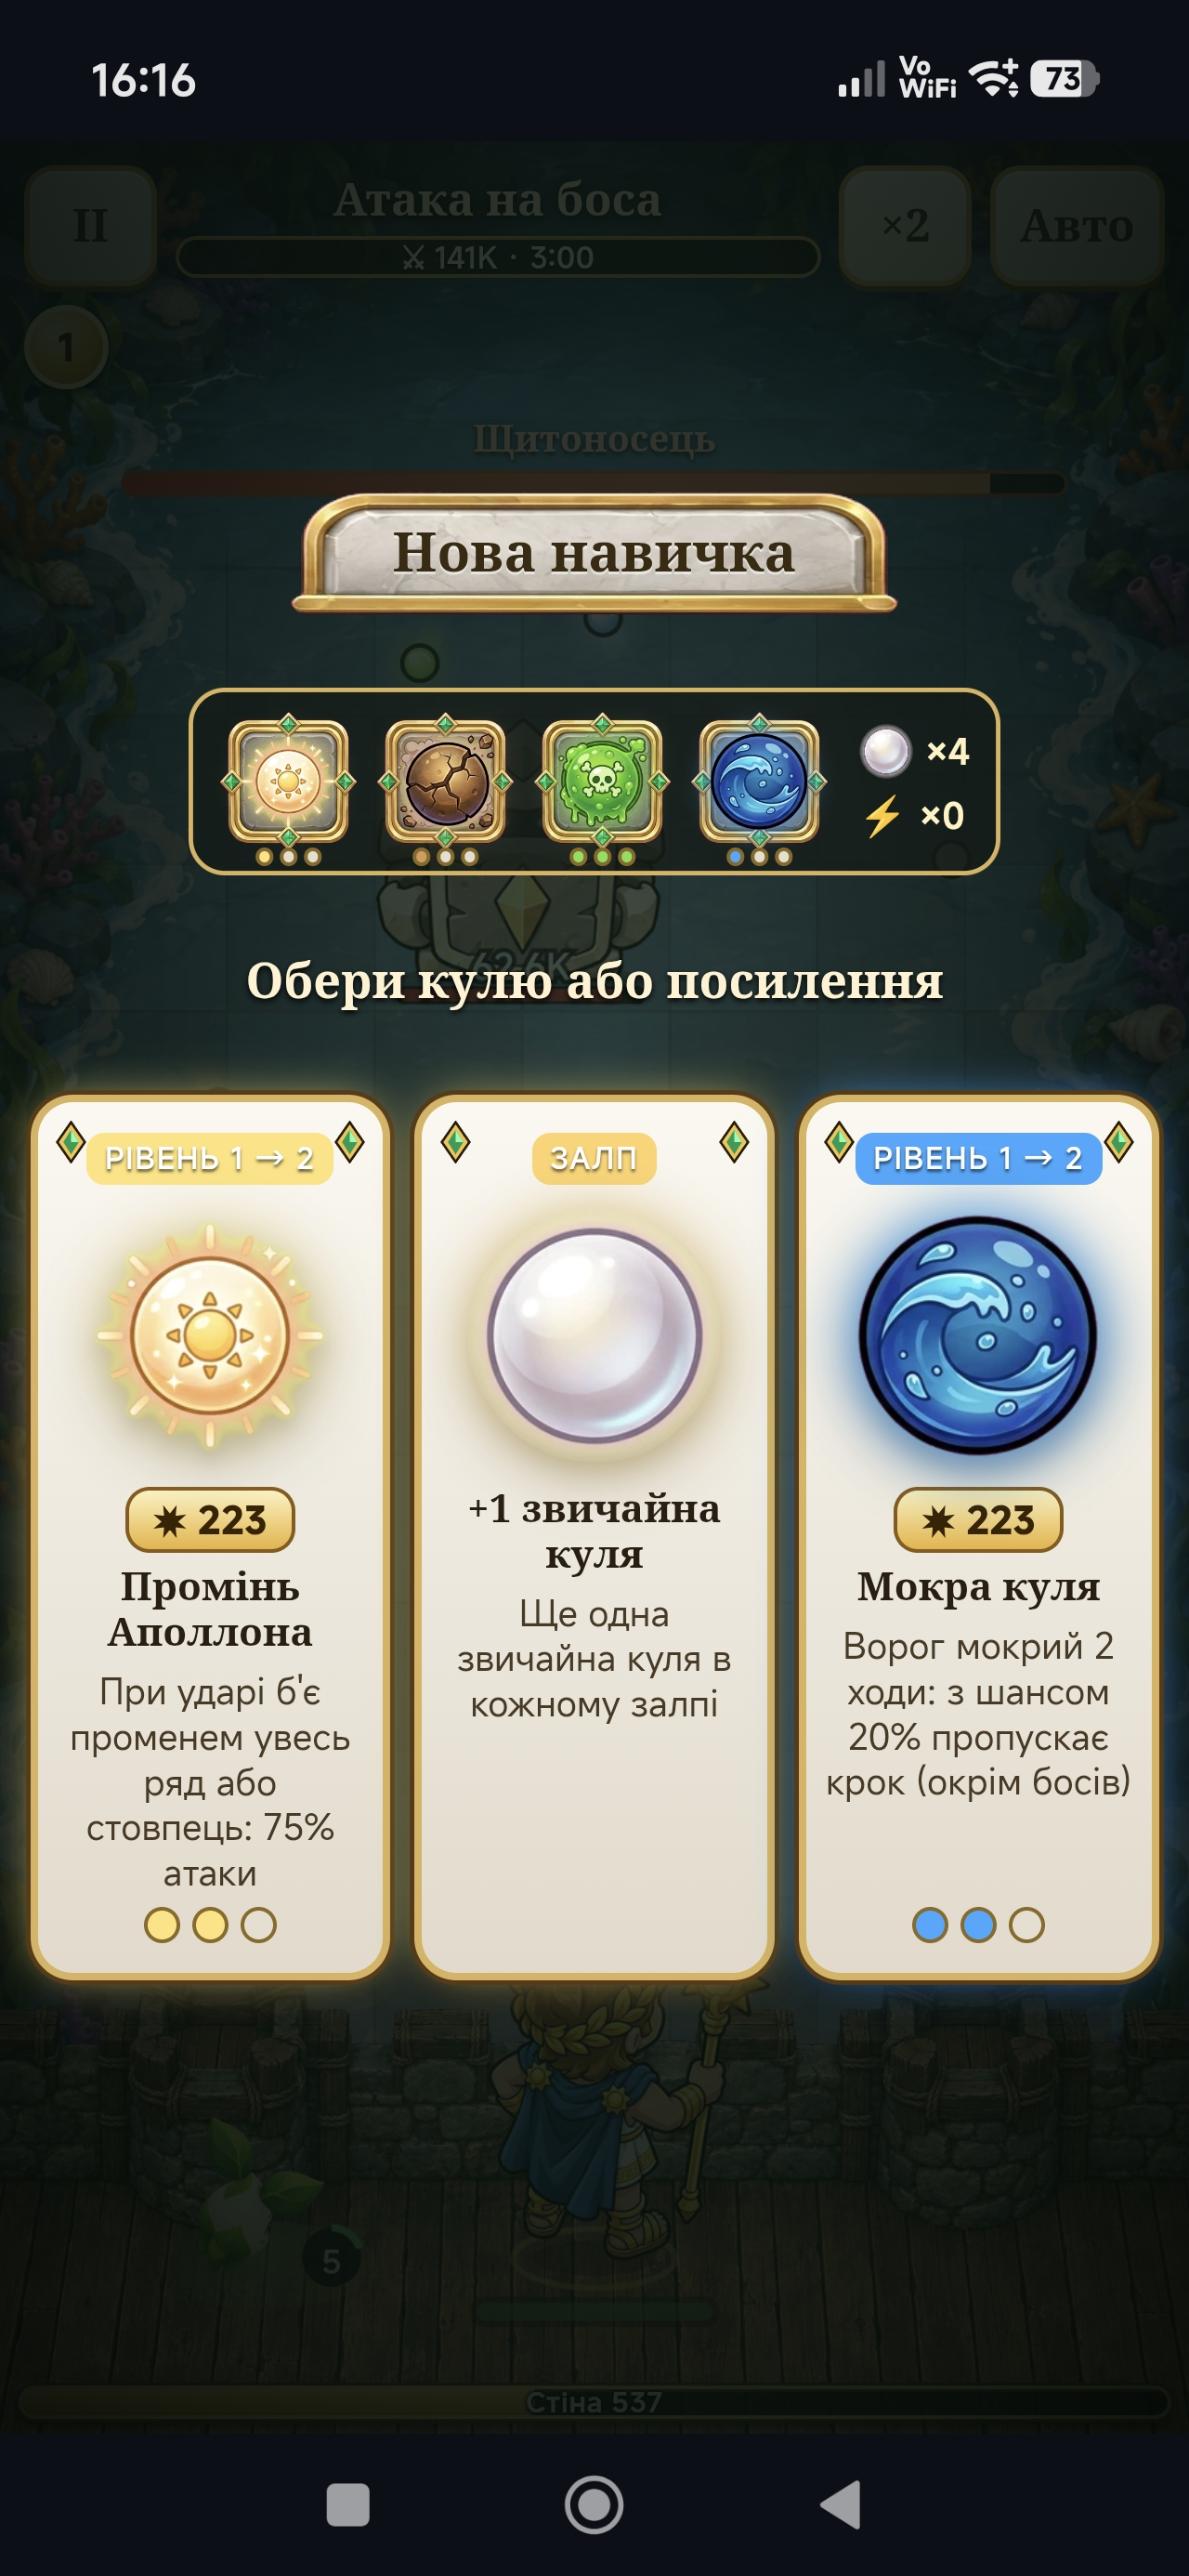 16:16
Vo
WiFi
73
II
Атака на боса
141K · 3:00
×2
Авто
1
Щитоносець
Нова навичка
×4
×0
62.6K
Обери кулю або посилення
РІВЕНЬ 1 → 2
223
Промінь
Аполлона
При ударі б'є
променем увесь
ряд або
стовпець: 75%
атаки
ЗАЛП
+1 звичайна
куля
Ще одна
звичайна куля в
кожному залпі
РІВЕНЬ 1 → 2
223
Мокра куля
Ворог мокрий 2
ходи: з шансом
20% пропускає
крок (окрім босів)
5
Стіна 537